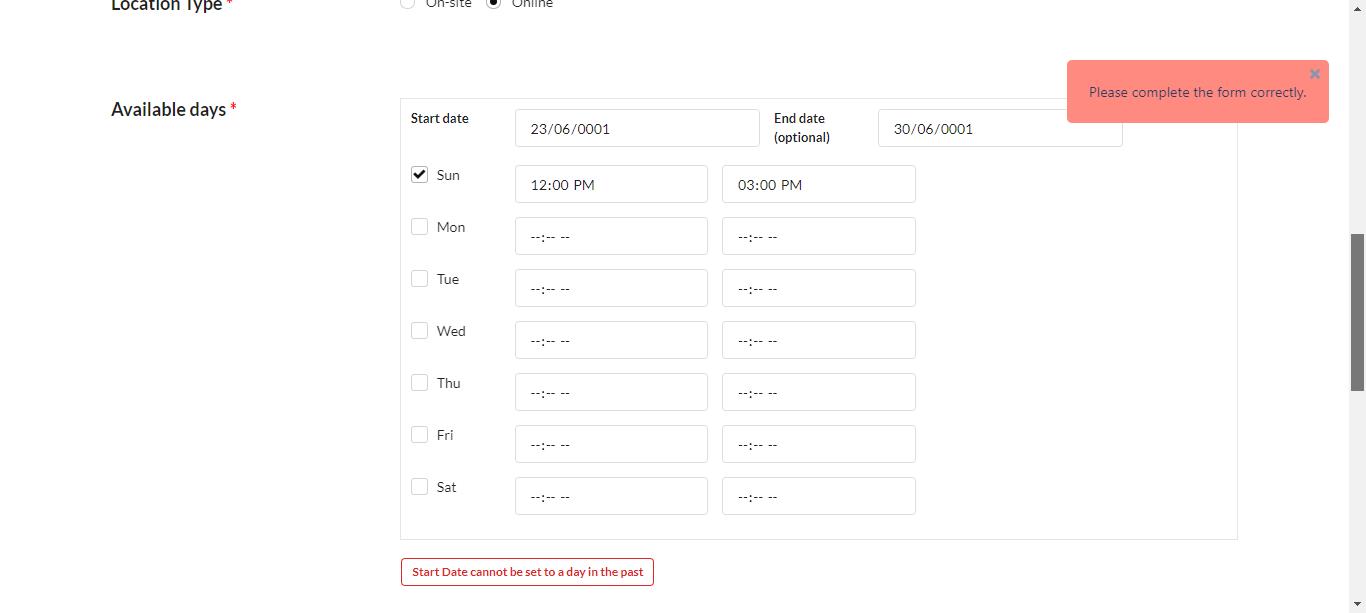 Location Type *
On-site Online
Please complete the form correctly.
Available days *
Start date 23/06/0001 End date (optional) 30/06/0001
Sun 12:00 PM 03:00 PM
Mon --:-- -- --:-- --
Tue --:-- -- --:-- --
Wed --:-- -- --:-- --
Thu --:-- -- --:-- --
Fri --:-- -- --:-- --
Sat --:-- -- --:-- --
Start Date cannot be set to a day in the past